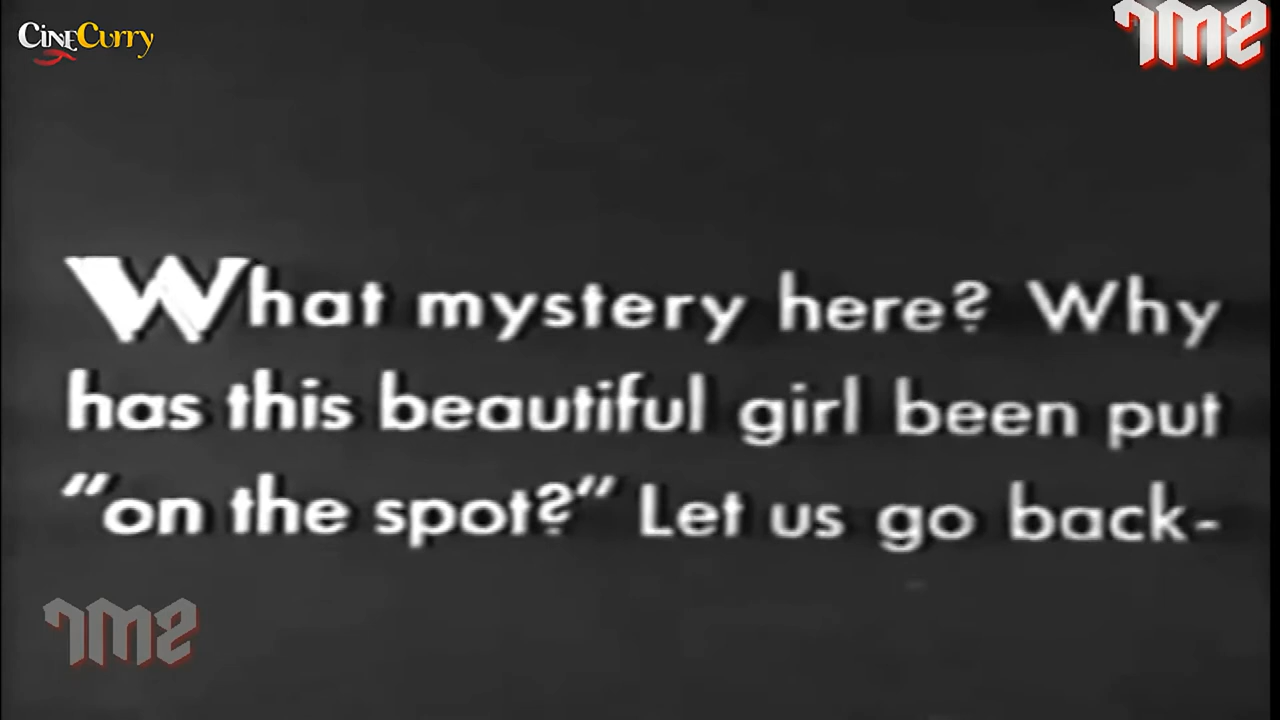 CineCurry
What mystery here? Why
has this beautiful girl been put
"on the spot?" Let us go back-